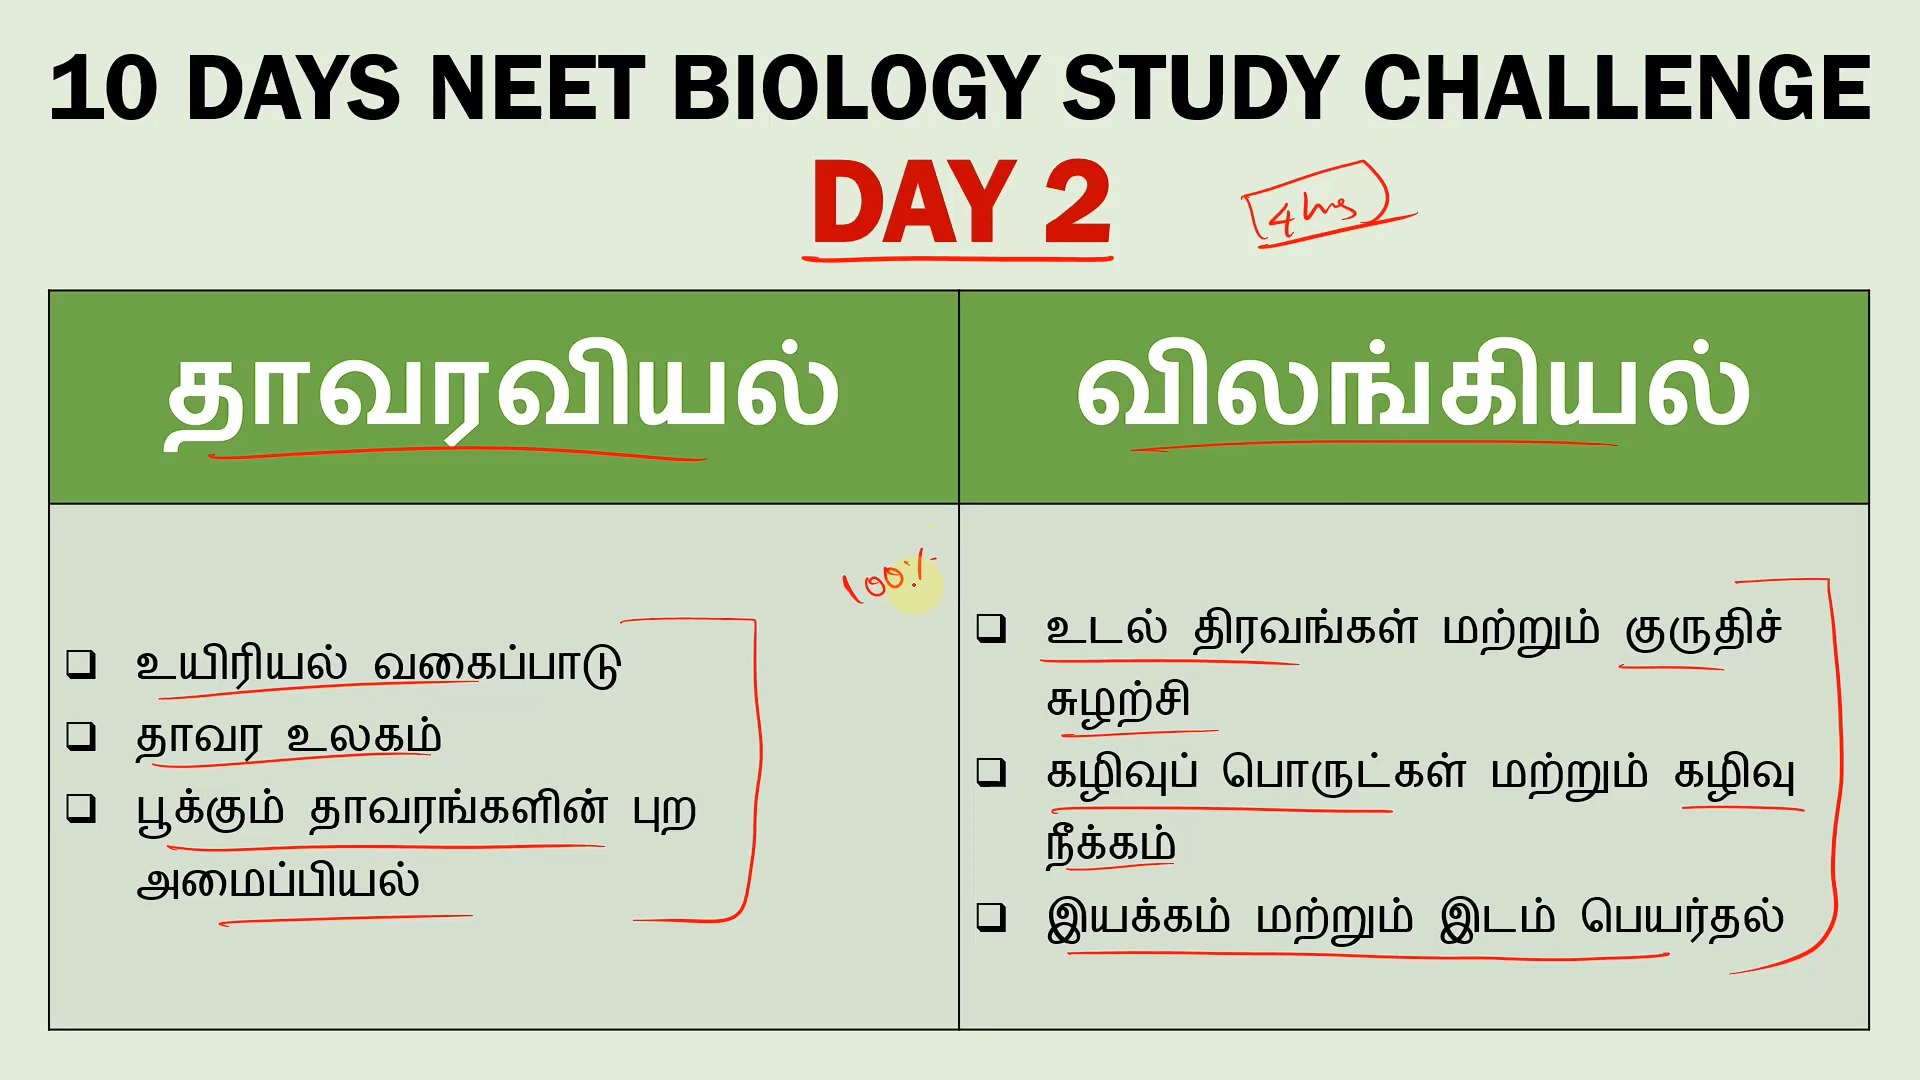 10 DAYS NEET BIOLOGY STUDY CHALLENGE
DAY 2
4 hrs
தாவரவியல்
விலங்கியல்
100%
உயிரியல் வகைப்பாடு
தாவர உலகம்
பூக்கும் தாவரங்களின் புற
அமைப்பியல்
உடல் திரவங்கள் மற்றும் குருதிச்
சுழற்சி
கழிவுப் பொருட்கள் மற்றும் கழிவு
நீக்கம்
இயக்கம் மற்றும் இடம் பெயர்தல்